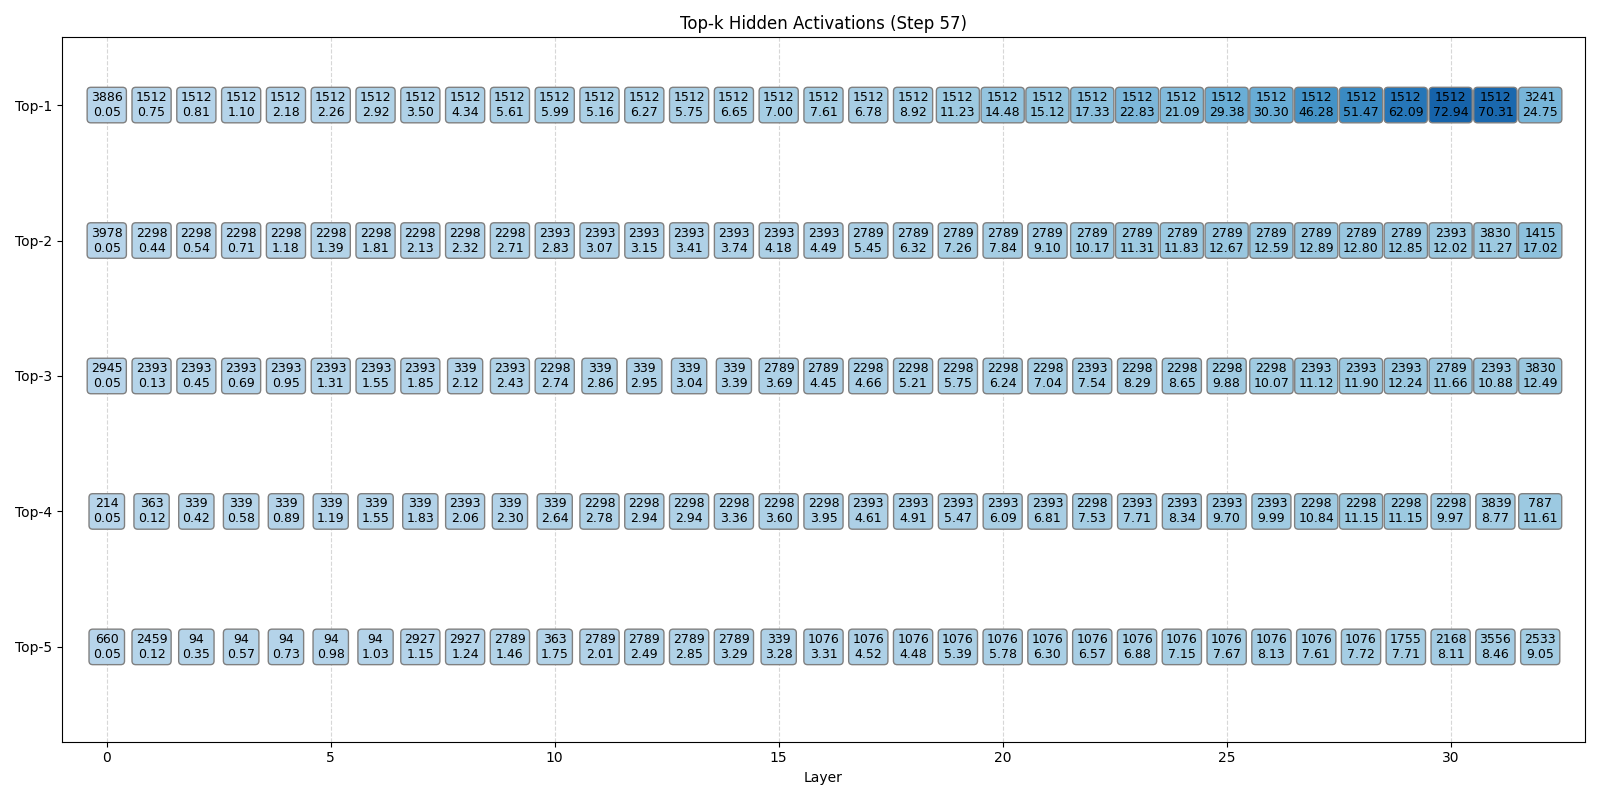 Top-k Hidden Activations (Step 57)
Top-1
3886 1512 1512 1512 1512 1512 1512 1512 1512 1512 1512 1512 1512 1512 1512 1512 1512 1512 1512 1512 1512 1512 1512 1512 1512 1512 1512 1512 1512 1512 1512 1512 3241
0.05 0.75 0.81 1.10 2.18 2.26 2.92 3.50 4.34 5.61 5.99 5.16 6.27 5.75 6.65 7.00 7.61 6.78 8.92 11.23 14.48 15.12 17.33 22.83 21.09 29.38 30.30 46.28 51.47 62.09 72.94 70.31 24.75
Top-2
3978 2298 2298 2298 2298 2298 2298 2298 2298 2298 2393 2393 2393 2393 2393 2393 2393 2789 2789 2789 2789 2789 2789 2789 2789 2789 2789 2789 2789 2789 2393 3830 1415
0.05 0.44 0.54 0.71 1.18 1.39 1.81 2.13 2.32 2.71 2.83 3.07 3.15 3.41 3.74 4.18 4.49 5.45 6.32 7.26 7.84 9.10 10.17 11.31 11.83 12.67 12.59 12.89 12.80 12.85 12.02 11.27 17.02
Top-3
2945 2393 2393 2393 2393 2393 2393 2393 339 2393 2298 339 339 339 339 2789 2789 2298 2298 2298 2298 2298 2393 2298 2298 2298 2298 2393 2393 2393 2789 2393 3830
0.05 0.13 0.45 0.69 0.95 1.31 1.55 1.85 2.12 2.43 2.74 2.86 2.95 3.04 3.39 3.69 4.45 4.66 5.21 5.75 6.24 7.04 7.54 8.29 8.65 9.88 10.07 11.12 11.90 12.24 11.66 10.88 12.49
Top-4
214 363 339 339 339 339 339 339 2393 339 339 2298 2298 2298 2298 2298 2298 2393 2393 2393 2393 2393 2298 2393 2393 2393 2393 2298 2298 2298 2298 3839 787
0.05 0.12 0.42 0.58 0.89 1.19 1.55 1.83 2.06 2.30 2.64 2.78 2.94 2.94 3.36 3.60 3.95 4.61 4.91 5.47 6.09 6.81 7.53 7.71 8.34 9.70 9.99 10.84 11.15 11.15 9.97 8.77 11.61
Top-5
660 2459 94 94 94 94 94 2927 2927 2789 363 2789 2789 2789 2789 339 1076 1076 1076 1076 1076 1076 1076 1076 1076 1076 1076 1076 1076 1755 2168 3556 2533
0.05 0.12 0.35 0.57 0.73 0.98 1.03 1.15 1.24 1.46 1.75 2.01 2.49 2.85 3.29 3.28 3.31 4.52 4.48 5.39 5.78 6.30 6.57 6.88 7.15 7.67 8.13 7.61 7.72 7.71 8.11 8.46 9.05
0 5 10 15 20 25 30
Layer